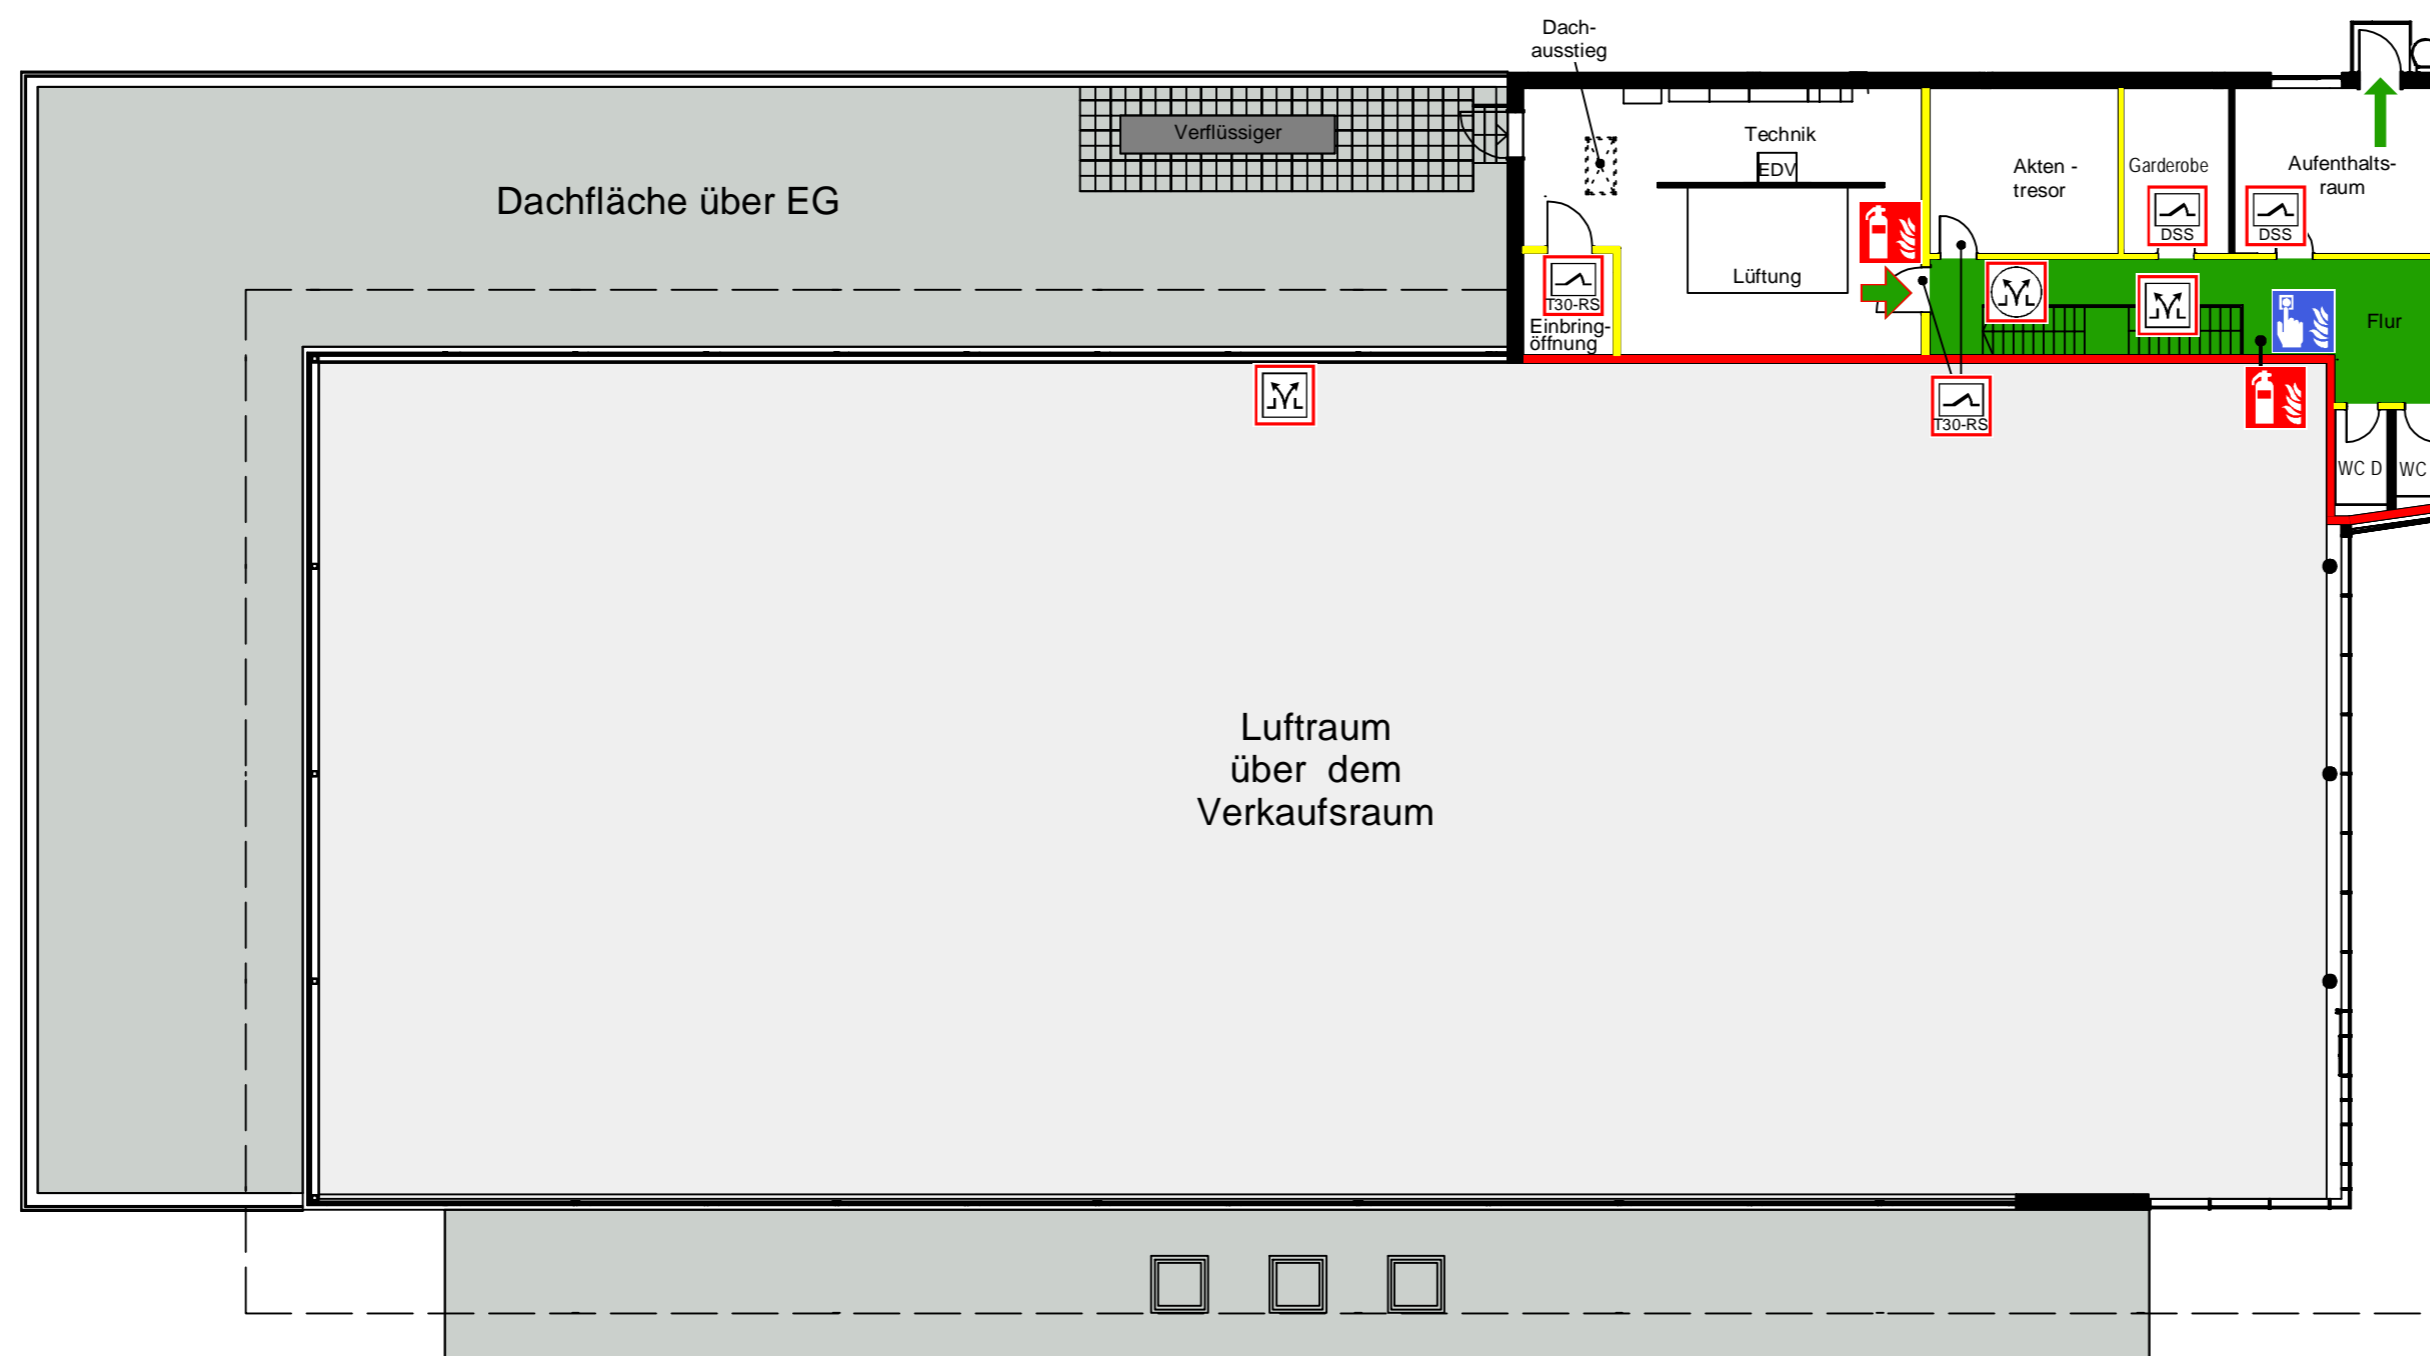 Dach-
ausstieg
Verflüssiger
Dachfläche über EG
Technik
EDV
Lüftung
Akten -
tresor
Garderobe
DSS
Aufenthalts-
raum
DSS
T30-RS
Einbring-
öffnung
Flur
T30-RS
WC D
WC
Luftraum
über dem
Verkaufsraum